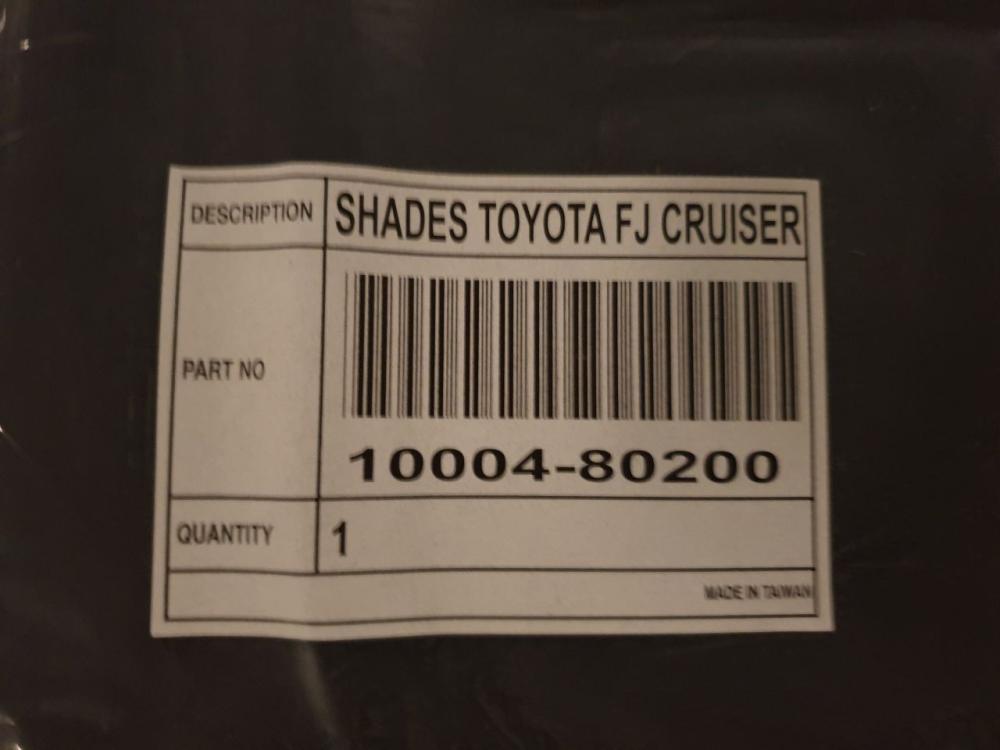 DESCRIPTION SHADES TOYOTA FJ CRUISER
PART NO
10004-80200
QUANTITY 1
MADE IN TAIWAN